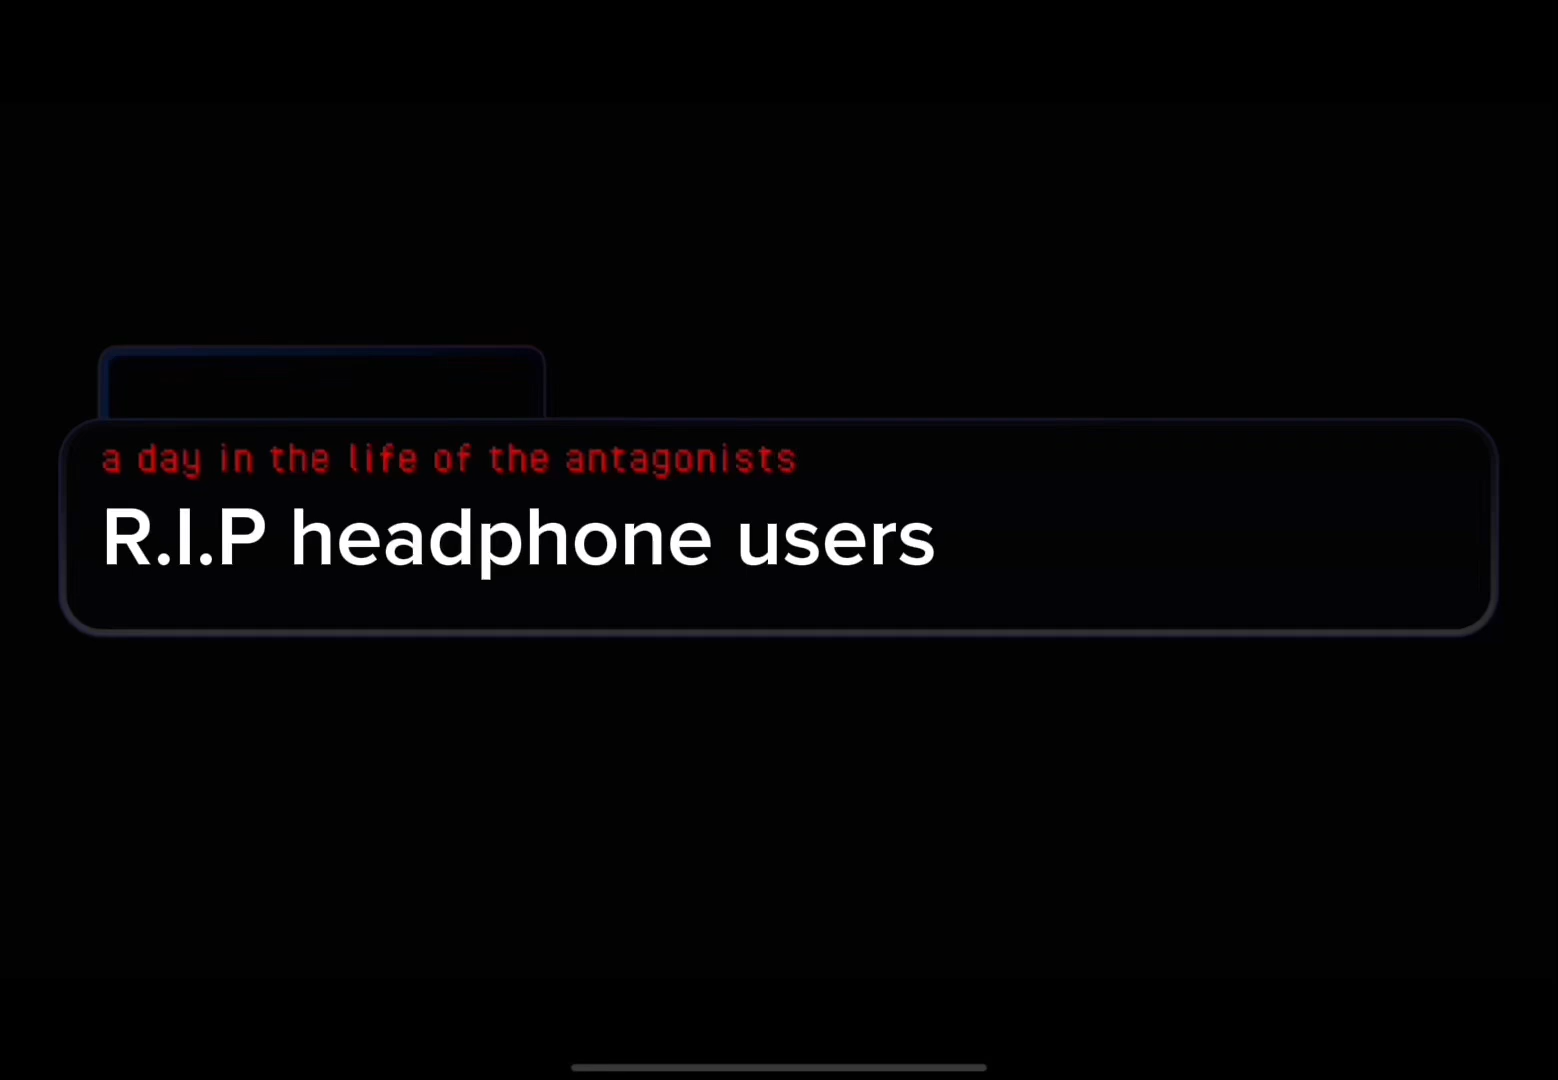 a day in the life of the antagonists
R.I.P headphone users